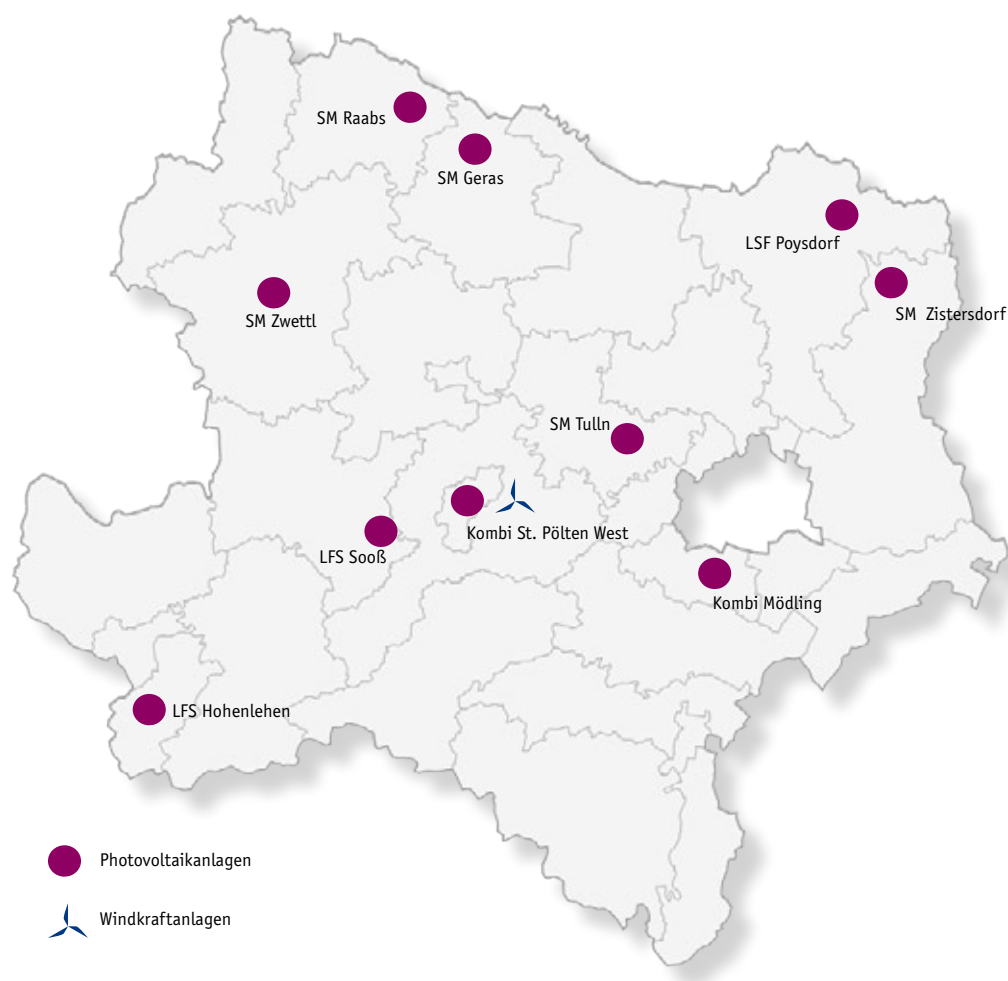 SM Raabs
SM Geras
LSF Poysdorf
SM Zwettl
SM Zistersdorf
SM Tulln
Kombi St. Pölten West
LFS Sooß
Kombi Mödling
LFS Hohenlehen
Photovoltaikanlagen
Windkraftanlagen